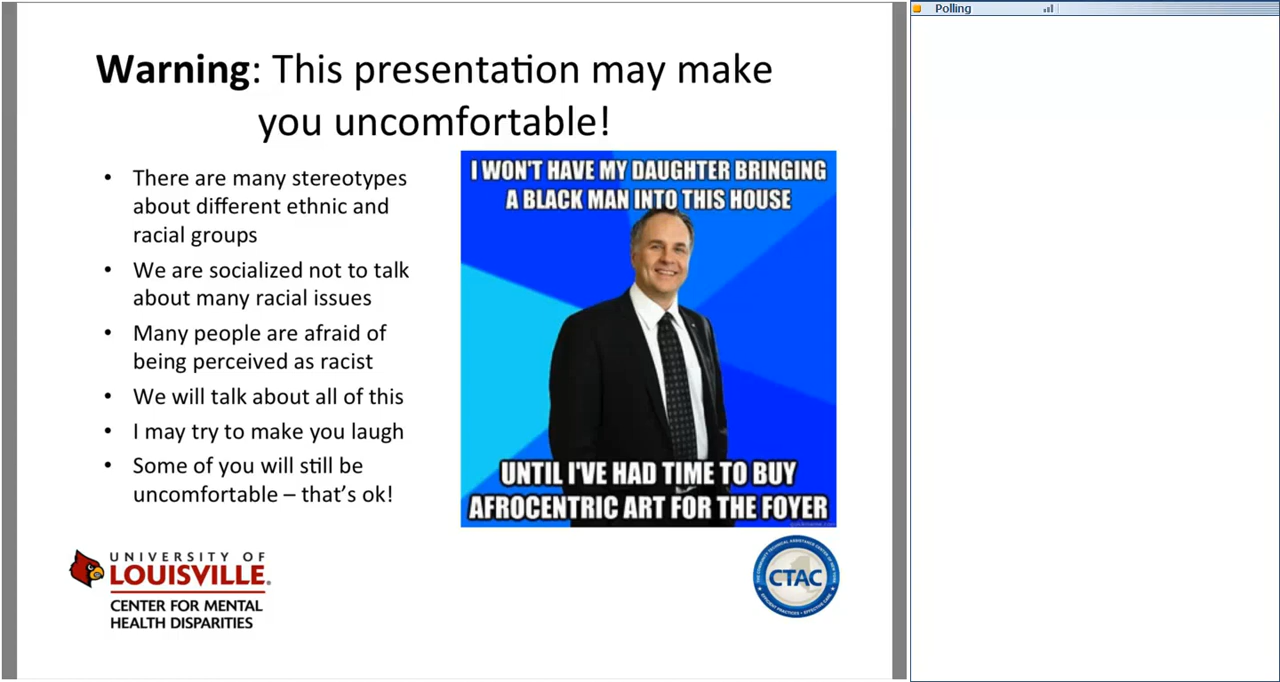 Polling
Warning: This presentation may make
you uncomfortable!
• There are many stereotypes
about different ethnic and
racial groups
• We are socialized not to talk
about many racial issues
• Many people are afraid of
being perceived as racist
• We will talk about all of this
• I may try to make you laugh
• Some of you will still be
uncomfortable – that's ok!
I WON'T HAVE MY DAUGHTER BRINGING
A BLACK MAN INTO THIS HOUSE
UNTIL I'VE HAD TIME TO BUY
AFROCENTRIC ART FOR THE FOYER
UNIVERSITY OF
LOUISVILLE.
CENTER FOR MENTAL
HEALTH DISPARITIES
CTAC